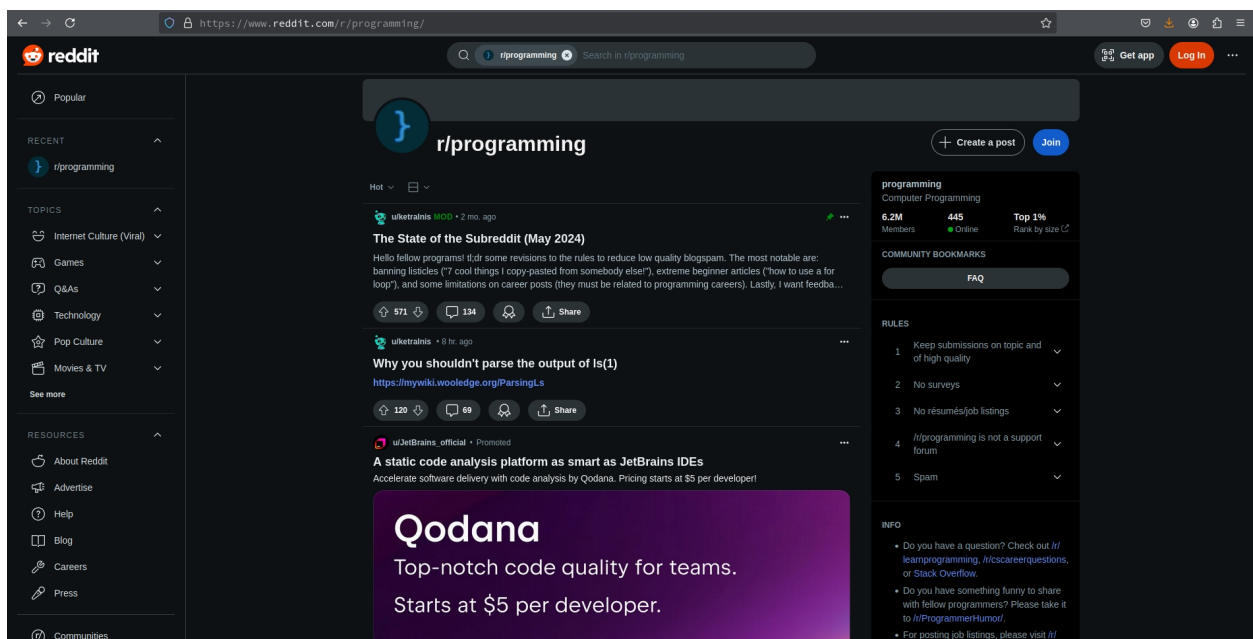 https://www.reddit.com/r/programming/
reddit
r/programming
Search in r/programming
Get app
Log In
Popular
RECENT
r/programming
TOPICS
Internet Culture (Viral)
Games
Q&As
Technology
Pop Culture
Movies & TV
See more
RESOURCES
About Reddit
Advertise
Help
Blog
Careers
Press
Communities
r/programming
Create a post
Join
Hot
u/ketralnis MOD • 2 mo. ago
The State of the Subreddit (May 2024)
Hello fellow programs! tl;dr some revisions to the rules to reduce low quality blogspam. The most notable are:
banning listicles ("7 cool things I copy-pasted from somebody else!"), extreme beginner articles ("how to use a for
loop"), and some limitations on career posts (they must be related to programming careers). Lastly, I want feedba…
571
134
Share
u/ketralnis • 8 hr. ago
Why you shouldn't parse the output of ls(1)
https://mywiki.wooledge.org/ParsingLs
120
69
Share
u/JetBrains_official • Promoted
A static code analysis platform as smart as JetBrains IDEs
Accelerate software delivery with code analysis by Qodana. Pricing starts at $5 per developer!
Qodana
Top-notch code quality for teams.
Starts at $5 per developer.
programming
Computer Programming
6.2M 445 Top 1%
Members Online Rank by size
COMMUNITY BOOKMARKS
FAQ
RULES
1 Keep submissions on topic and
of high quality
2 No surveys
3 No résumés/job listings
4 /r/programming is not a support
forum
5 Spam
INFO
• Do you have a question? Check out /r/
learnprogramming, /r/cscareerquestions,
or Stack Overflow.
• Do you have something funny to share
with fellow programmers? Please take it
to /r/ProgrammerHumor/.
• For posting job listings, please visit /r/